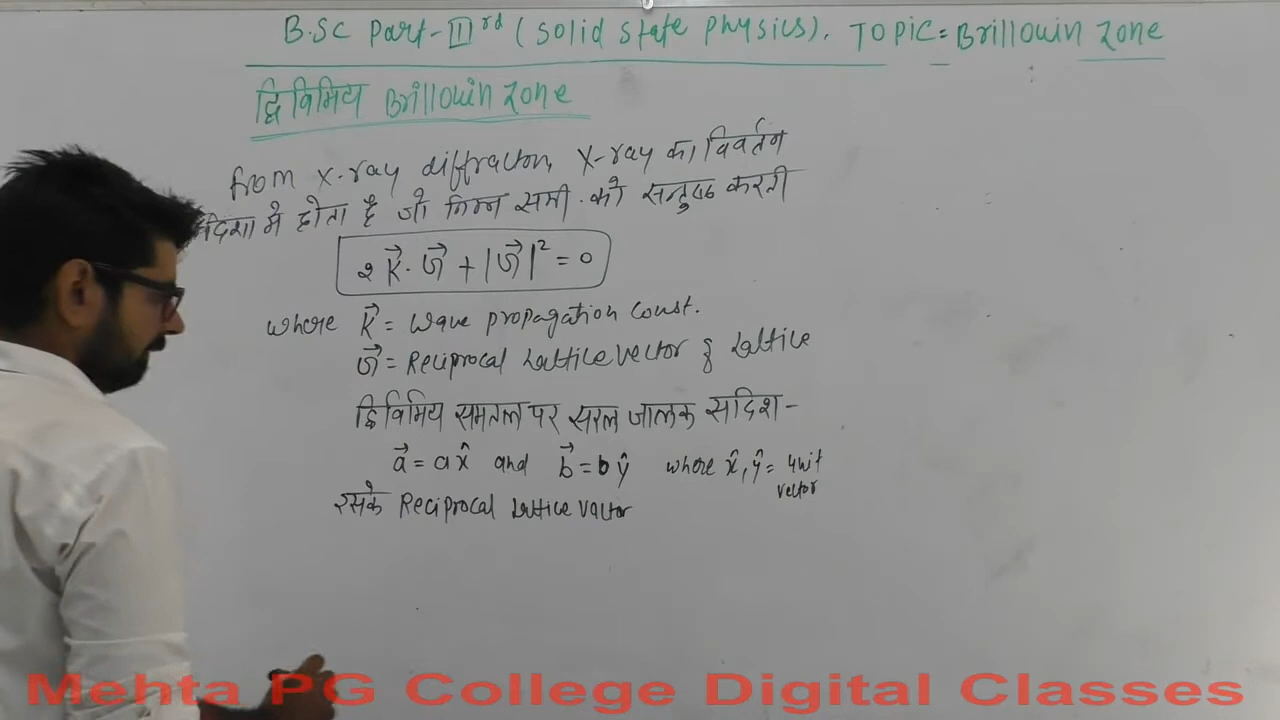 B.SC Part-III rd (Solid State Physics). TOPIC = Brillouin Zone
द्विविमिय Brillouin Zone
from X-ray diffraction, X-ray का विवर्तन
दिशा मे होता है जो निम्न समी. को सन्तुष्ट करती
2 K⃗·G⃗ + |G⃗|² = 0
where K⃗ = Wave propagation const.
G⃗ = Reciprocal Lattice vector of Lattice
द्विविमिय समतल पर सरल जालक सदिश -
a⃗ = a x̂ and b⃗ = b ŷ where x̂, ŷ = unit
vector
इसके Reciprocal Lattice vector
Mehta PG College Digital Classes